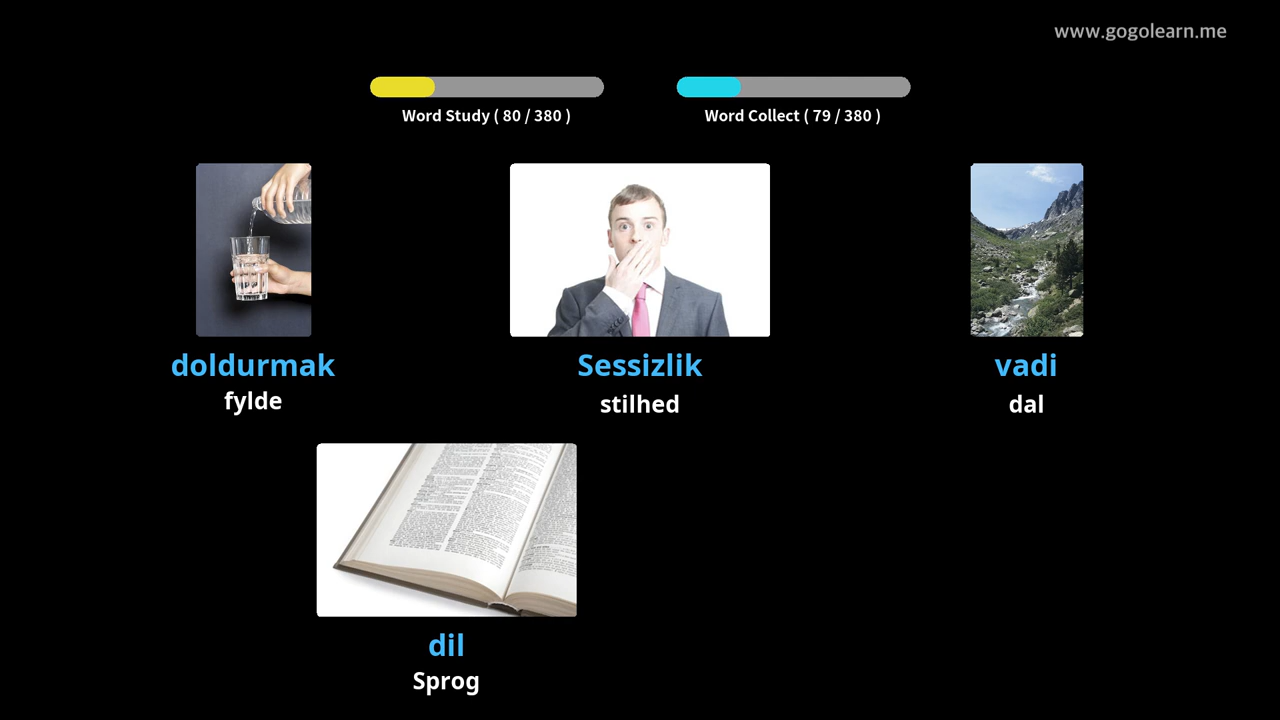 www.gogolearn.me
Word Study ( 80 / 380 )
Word Collect ( 79 / 380 )
doldurmak
fylde
Sessizlik
stilhed
vadi
dal
dil
Sprog